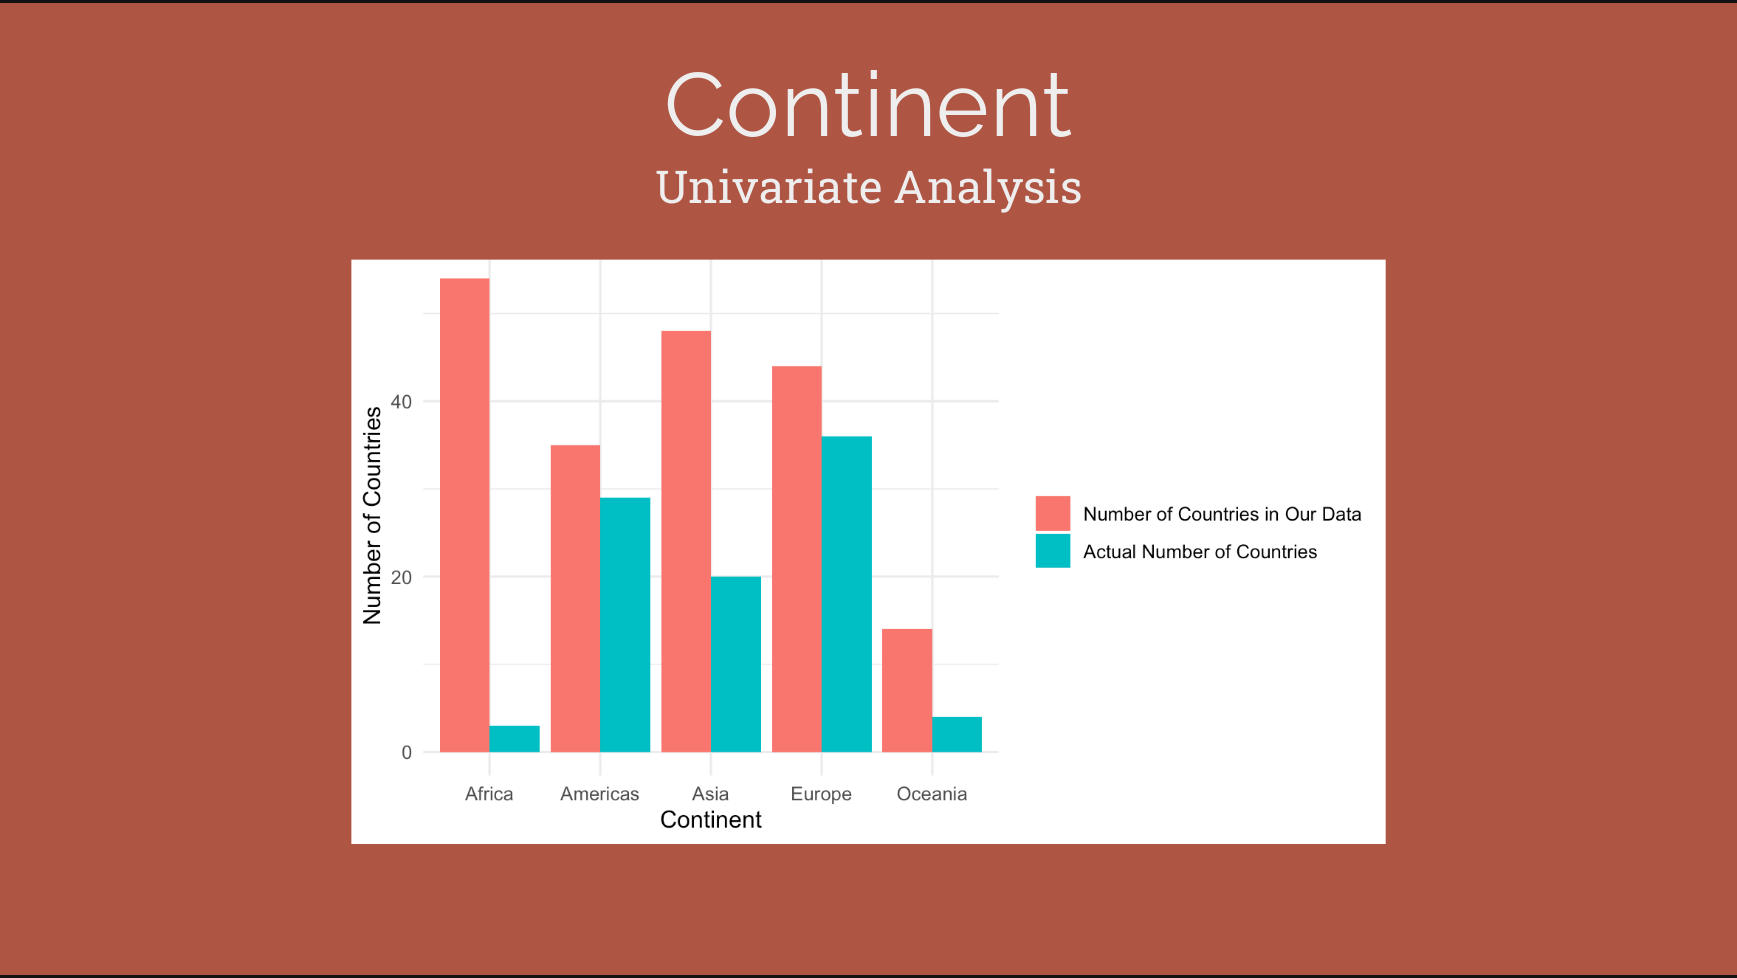 Continent
Univariate Analysis
Number of Countries
40
20
0
Africa Americas Asia Europe Oceania
Continent
Number of Countries in Our Data
Actual Number of Countries